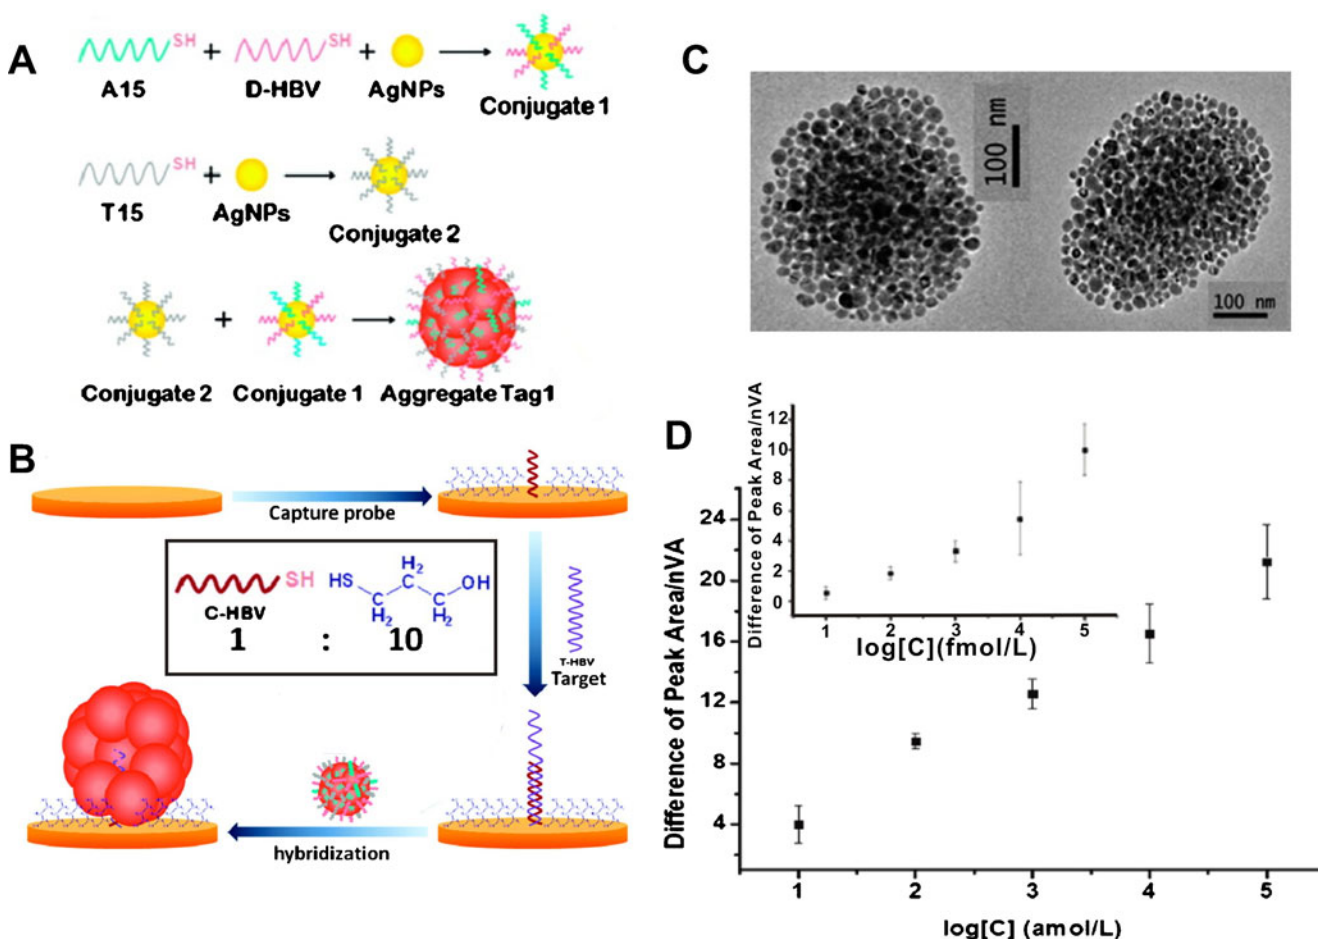 A
SH + SH +
A15 D-HBV AgNPs
Conjugate 1
SH +
T15 AgNPs
Conjugate 2
+
Conjugate 2 Conjugate 1 Aggregate Tag1
B
Capture probe
SH HS C H₂ C H₂ C H₂ OH
C-HBV
1 : 10
T-HBV
Target
hybridization
C
100 nm
100 nm
D
Difference of Peak Area/nVA
12
10
8
6
4
2
0
1 2 3 4 5
log[C](fmol/L)
Difference of Peak Area/nVA
24
20
16
12
8
4
1 2 3 4 5
log[C] (amol/L)